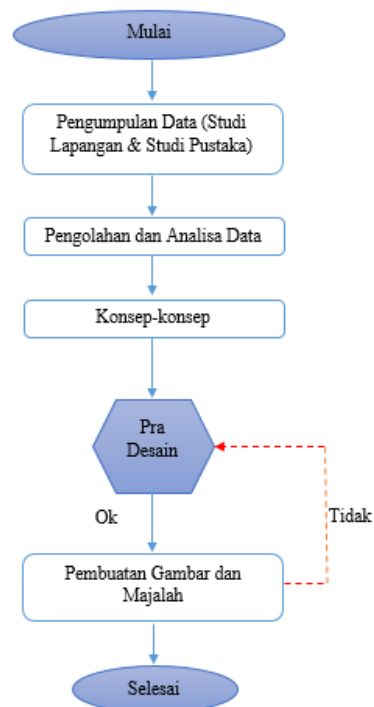 Mulai
Pengumpulan Data (Studi
Lapangan & Studi Pustaka)
Pengolahan dan Analisa Data
Konsep-konsep
Pra
Desain
Ok
Tidak
Pembuatan Gambar dan
Majalah
Selesai